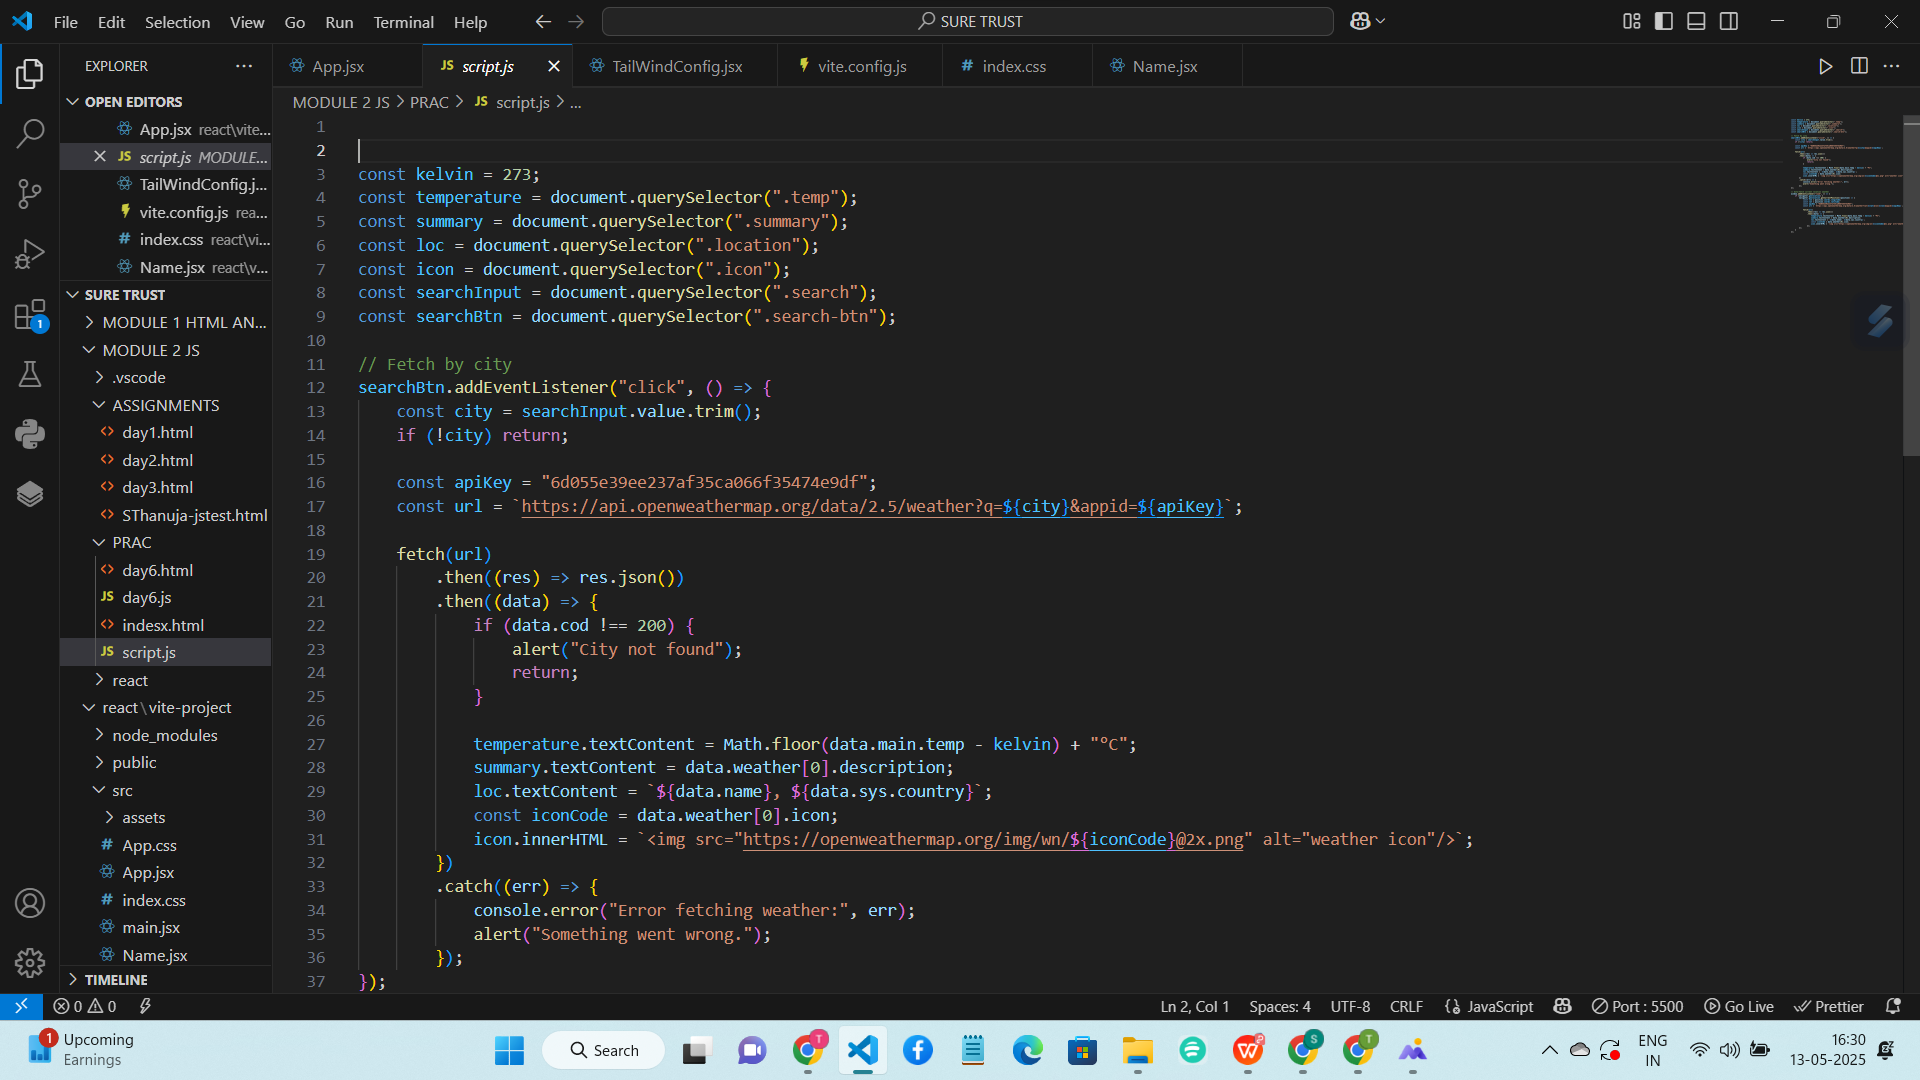 File Edit Selection View Go Run Terminal Help
SURE TRUST
EXPLORER
OPEN EDITORS
App.jsx react\vite...
script.js MODULE...
TailWindConfig.j...
vite.config.js rea...
index.css react\vi...
Name.jsx react\v...
SURE TRUST
MODULE 1 HTML AN...
MODULE 2 JS
.vscode
ASSIGNMENTS
day1.html
day2.html
day3.html
SThanuja-jstest.html
PRAC
day6.html
day6.js
indesx.html
script.js
react
react\vite-project
node_modules
public
src
assets
App.css
App.jsx
index.css
main.jsx
Name.jsx
TIMELINE
1
App.jsx script.js TailWindConfig.jsx vite.config.js index.css Name.jsx
MODULE 2 JS > PRAC > JS script.js > ...
1
2
3 const kelvin = 273;
4 const temperature = document.querySelector(".temp");
5 const summary = document.querySelector(".summary");
6 const loc = document.querySelector(".location");
7 const icon = document.querySelector(".icon");
8 const searchInput = document.querySelector(".search");
9 const searchBtn = document.querySelector(".search-btn");
10
11 // Fetch by city
12 searchBtn.addEventListener("click", () => {
13 const city = searchInput.value.trim();
14 if (!city) return;
15
16 const apiKey = "6d055e39ee237af35ca066f35474e9df";
17 const url = `https://api.openweathermap.org/data/2.5/weather?q=${city}&appid=${apiKey}`;
18
19 fetch(url)
20 .then((res) => res.json())
21 .then((data) => {
22 if (data.cod !== 200) {
23 alert("City not found");
24 return;
25 }
26
27 temperature.textContent = Math.floor(data.main.temp - kelvin) + "°C";
28 summary.textContent = data.weather[0].description;
29 loc.textContent = `${data.name}, ${data.sys.country}`;
30 const iconCode = data.weather[0].icon;
31 icon.innerHTML = `<img src="https://openweathermap.org/img/wn/${iconCode}@2x.png" alt="weather icon"/>`;
32 })
33 .catch((err) => {
34 console.error("Error fetching weather:", err);
35 alert("Something went wrong.");
36 });
37 });
0 0 Ln 2, Col 1 Spaces: 4 UTF-8 CRLF JavaScript Port : 5500 Go Live Prettier
1
Upcoming
Earnings
Search
ENG
IN
16:30
13-05-2025